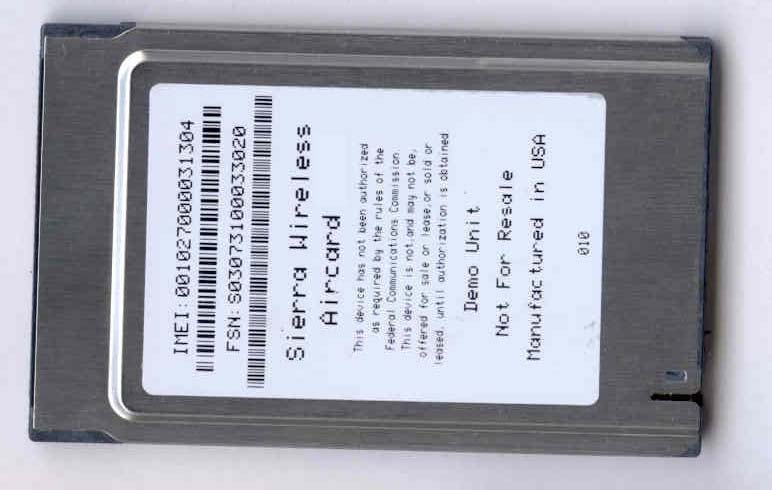 IMEI:001027000031304
FSN:S0307310033020
Sierra Wireless
Aircard
This device has not been authorized
as required by the rules of the
Federal Communications Commission
This device is not,and may not be,
offered for sale or lease,or sold or
leased, until authorization is obtained
Demo Unit
Not For Resale
Manufactured in USA
010